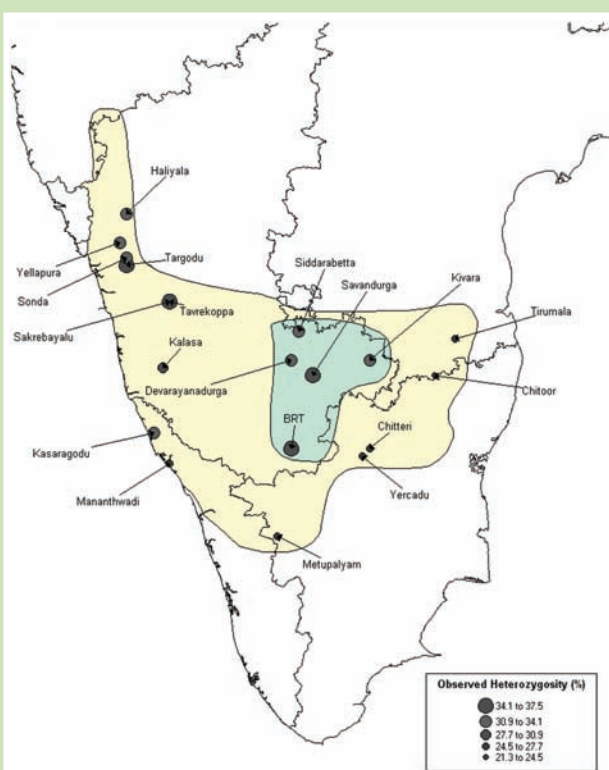 Haliyala
Yellapura
Targodu
Sonda
Siddarabetta
Savandurga
Kivara
Tirumala
Sakrebayalu
Tavrekoppa
Kalasa
Devarayanadurga
Chitoor
BRT
Chitteri
Kasaragodu
Mananthwadi
Yercadu
Metupalyam
Observed Heterozygosity (%)
34.1 to 37.5
30.9 to 34.1
27.7 to 30.9
24.5 to 27.7
21.3 to 24.5